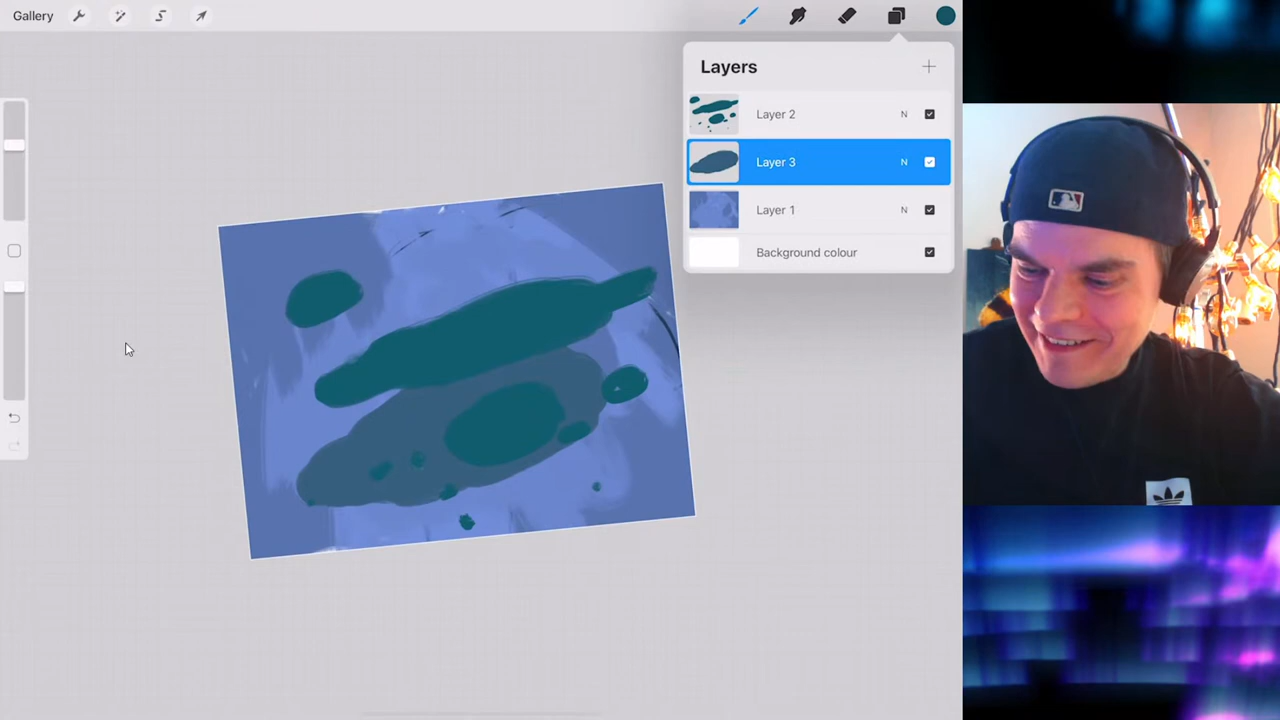 Gallery
Layers
Layer 2 N
Layer 3 N
Layer 1 N
Background colour